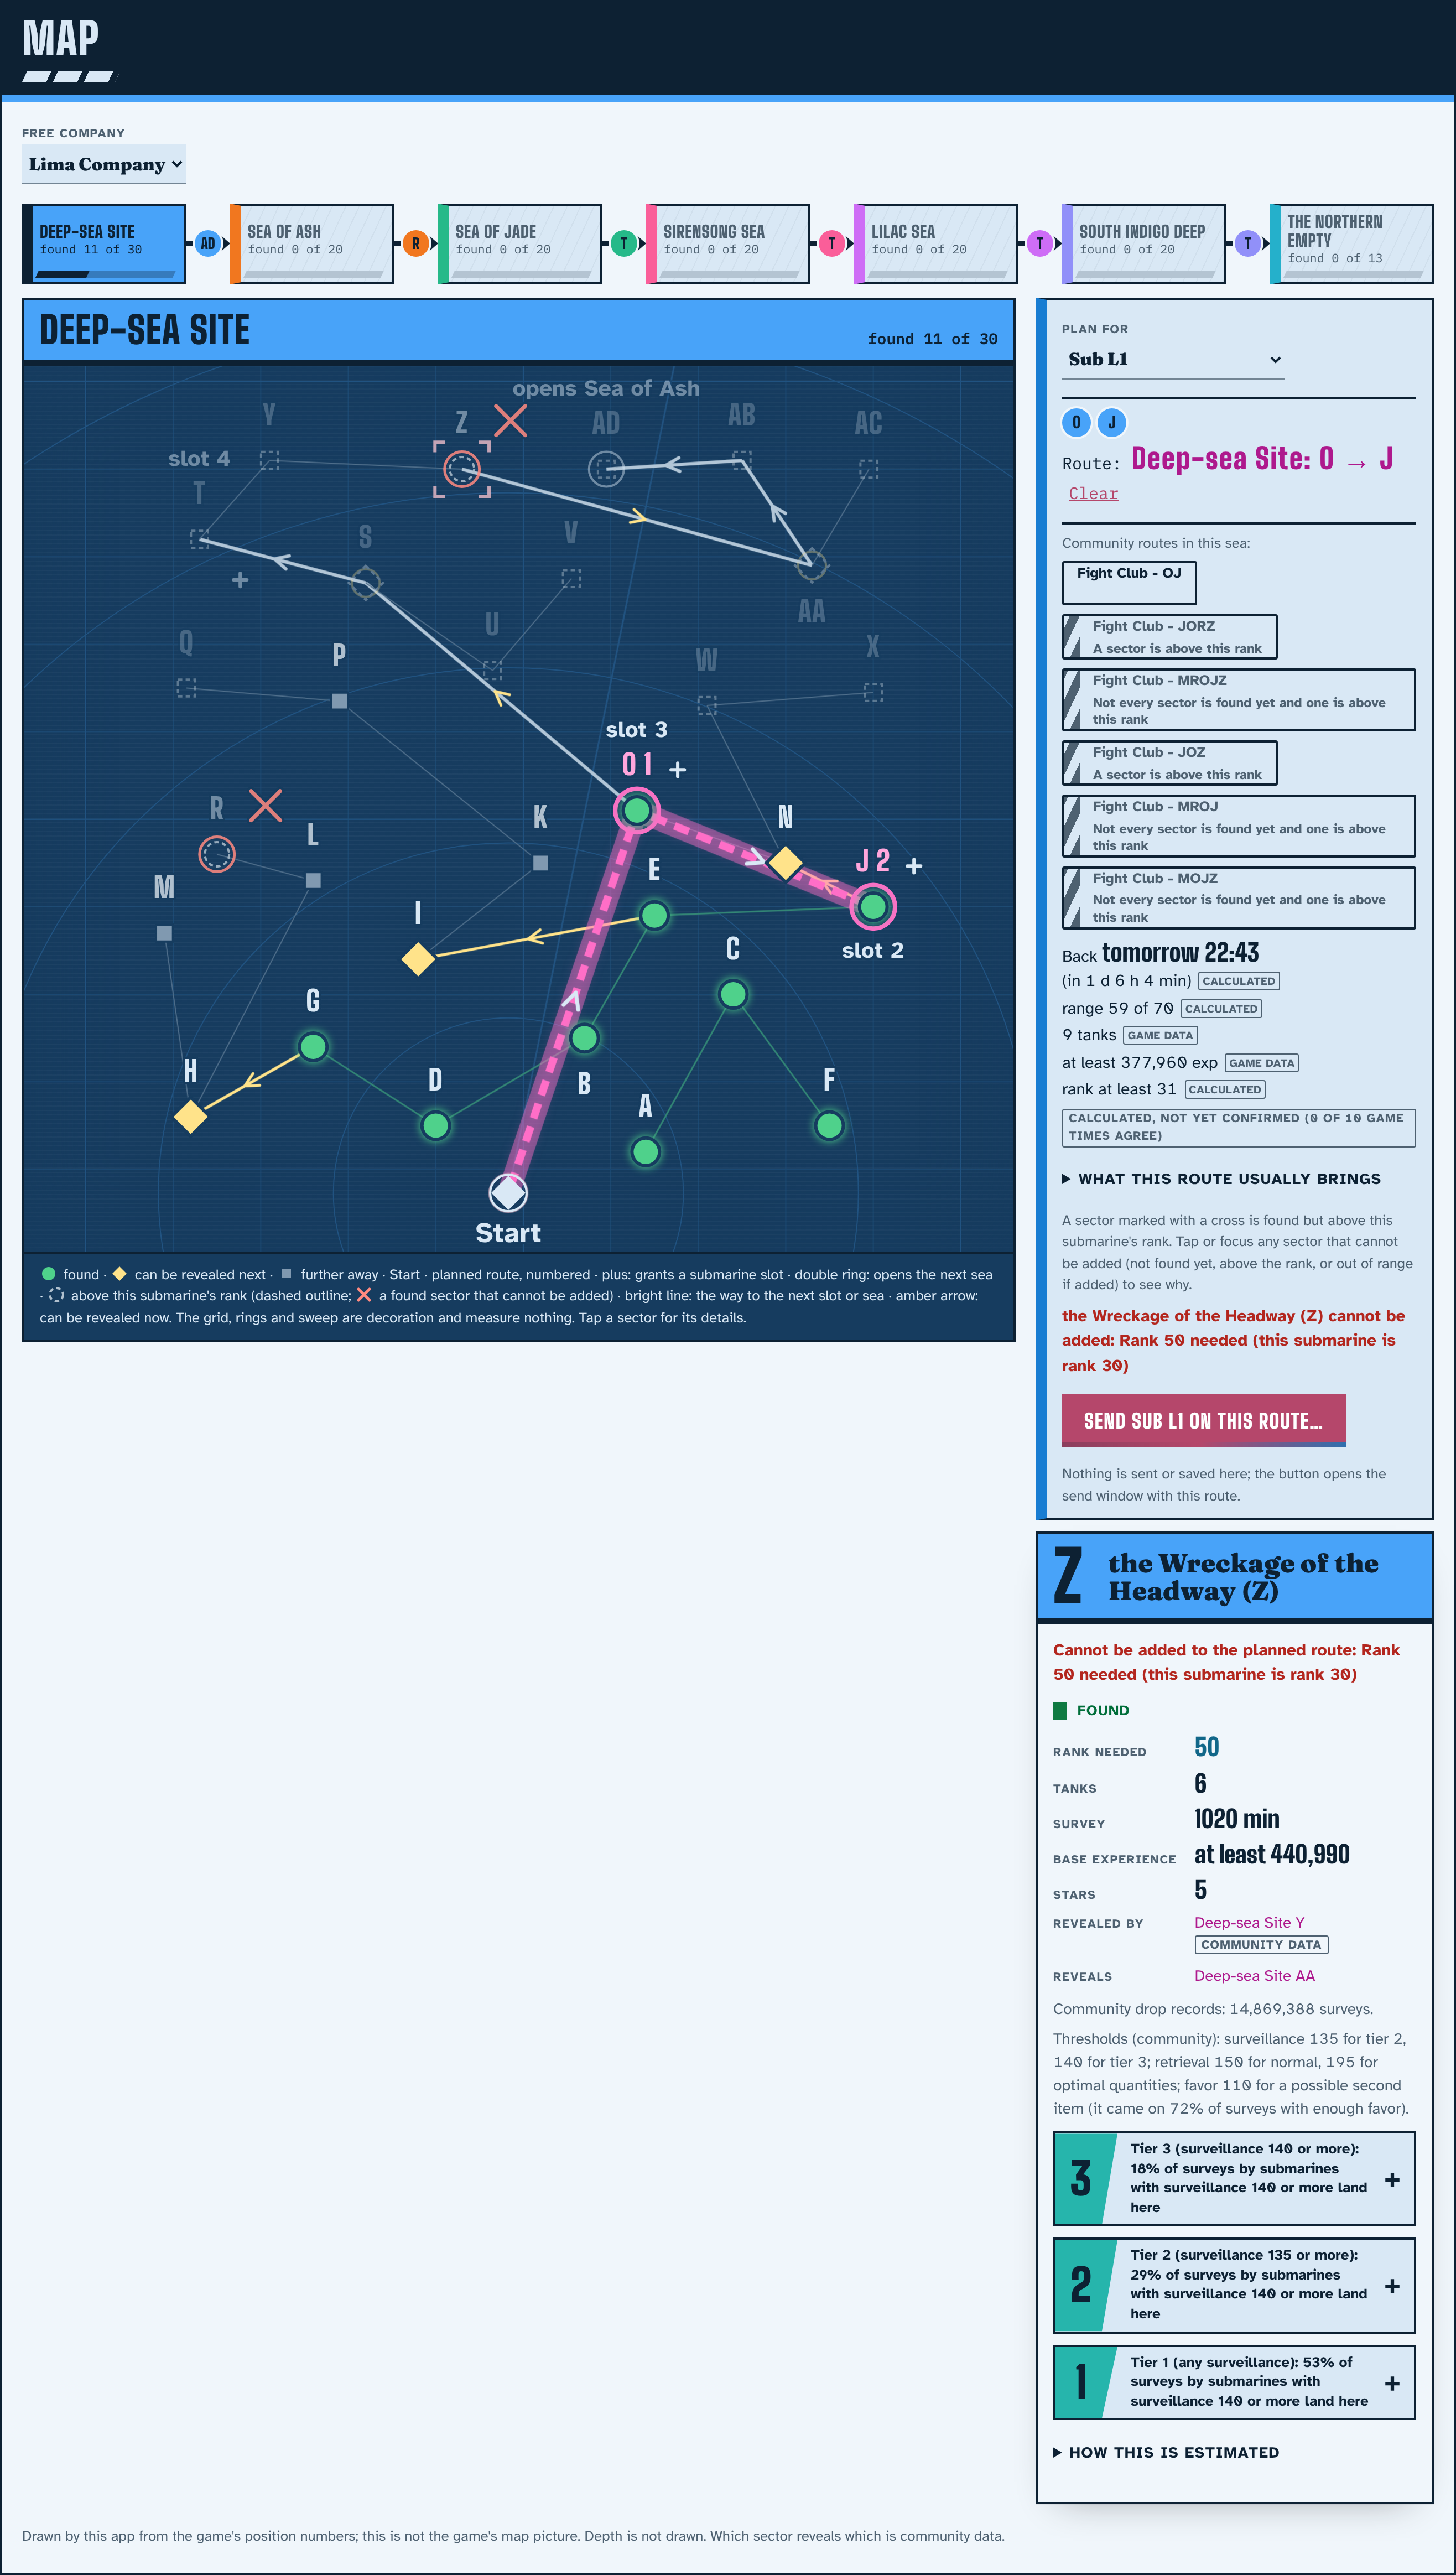 MAP
FREE COMPANY
Lima Company
DEEP-SEA SITE
found 11 of 30
AD
SEA OF ASH
found 0 of 20
R
SEA OF JADE
found 0 of 20
T
SIRENSONG SEA
found 0 of 20
T
LILAC SEA
found 0 of 20
T
SOUTH INDIGO DEEP
found 0 of 20
T
THE NORTHERN
EMPTY
found 0 of 13
DEEP-SEA SITE
found 11 of 30
opens Sea of Ash
Y
Z
AD
AB
AC
slot 4
T
S
V
+
AA
U
Q
P
W
X
slot 3
O 1 +
R
L
K
N
M
E
J 2 +
I
slot 2
C
G
H
D
B
A
F
Start
found · can be revealed next · further away · Start · planned route, numbered · plus: grants a submarine slot · double ring: opens the next sea
· above this submarine's rank (dashed outline; a found sector that cannot be added) · bright line: the way to the next slot or sea · amber arrow:
can be revealed now. The grid, rings and sweep are decoration and measure nothing. Tap a sector for its details.
PLAN FOR
Sub L1
O J
Route: Deep-sea Site: O → J
Clear
Community routes in this sea:
Fight Club - OJ
Fight Club - JORZ
A sector is above this rank
Fight Club - MROJZ
Not every sector is found yet and one is above
this rank
Fight Club - JOZ
A sector is above this rank
Fight Club - MROJ
Not every sector is found yet and one is above
this rank
Fight Club - MOJZ
Not every sector is found yet and one is above
this rank
Back tomorrow 22:43
(in 1 d 6 h 4 min) CALCULATED
range 59 of 70 CALCULATED
9 tanks GAME DATA
at least 377,960 exp GAME DATA
rank at least 31 CALCULATED
CALCULATED, NOT YET CONFIRMED (0 OF 10 GAME
TIMES AGREE)
WHAT THIS ROUTE USUALLY BRINGS
A sector marked with a cross is found but above this
submarine's rank. Tap or focus any sector that cannot
be added (not found yet, above the rank, or out of range
if added) to see why.
the Wreckage of the Headway (Z) cannot be
added: Rank 50 needed (this submarine is
rank 30)
SEND SUB L1 ON THIS ROUTE...
Nothing is sent or saved here; the button opens the
send window with this route.
Z
the Wreckage of the
Headway (Z)
Cannot be added to the planned route: Rank
50 needed (this submarine is rank 30)
FOUND
RANK NEEDED 50
TANKS 6
SURVEY 1020 min
BASE EXPERIENCE at least 440,990
STARS 5
REVEALED BY Deep-sea Site Y
COMMUNITY DATA
REVEALS Deep-sea Site AA
Community drop records: 14,869,388 surveys.
Thresholds (community): surveillance 135 for tier 2,
140 for tier 3; retrieval 150 for normal, 195 for
optimal quantities; favor 110 for a possible second
item (it came on 72% of surveys with enough favor).
3
Tier 3 (surveillance 140 or more):
18% of surveys by submarines
with surveillance 140 or more land
here
+
2
Tier 2 (surveillance 135 or more):
29% of surveys by submarines
with surveillance 140 or more land
here
+
1
Tier 1 (any surveillance): 53% of
surveys by submarines with
surveillance 140 or more land here
+
HOW THIS IS ESTIMATED
Drawn by this app from the game's position numbers; this is not the game's map picture. Depth is not drawn. Which sector reveals which is community data.